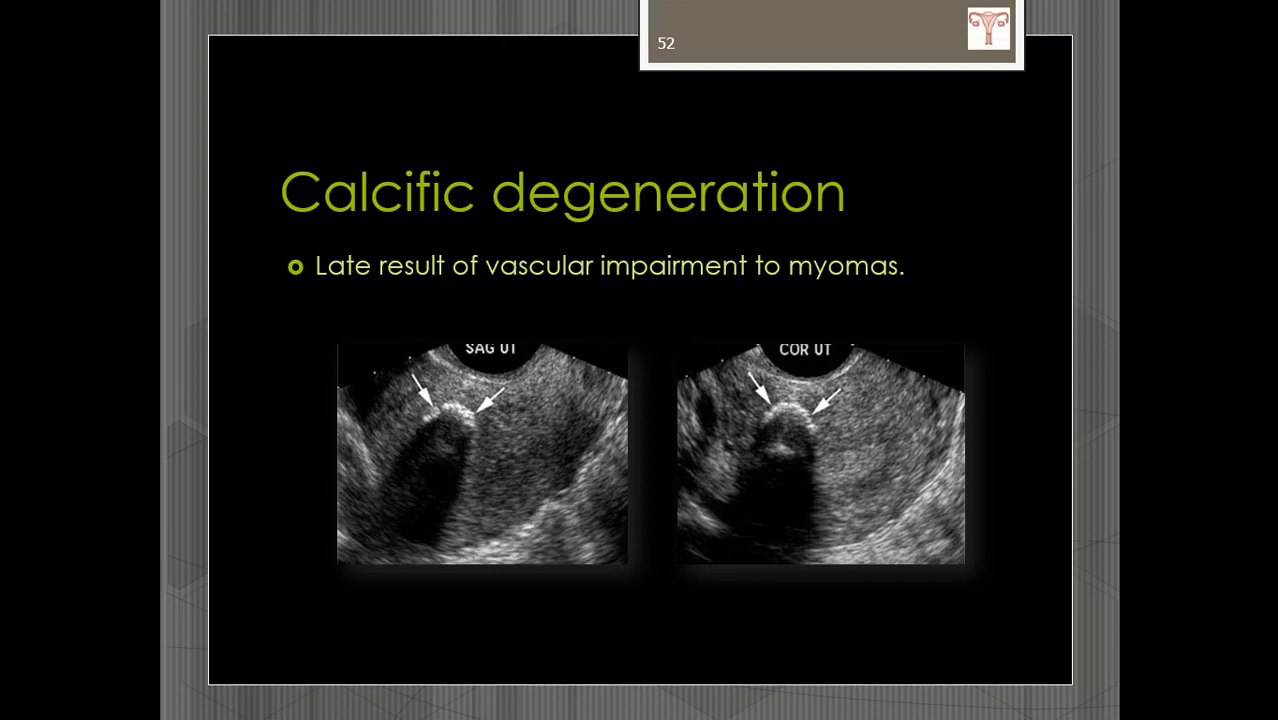 52
Calcific degeneration
Late result of vascular impairment to myomas.
SAG UT
COR UT